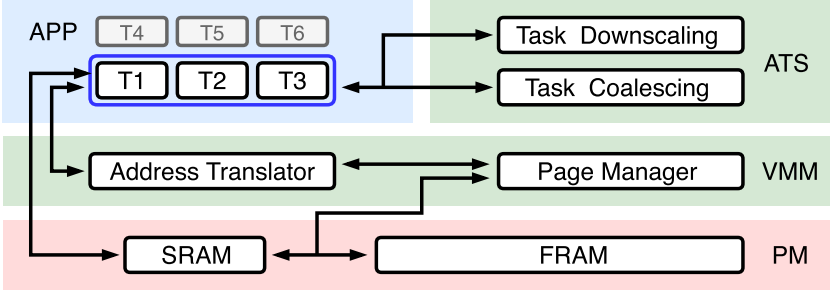 APP T4 T5 T6
T1 T2 T3
Task Downscaling
Task Coalescing
ATS
Address Translator
Page Manager
VMM
SRAM
FRAM
PM